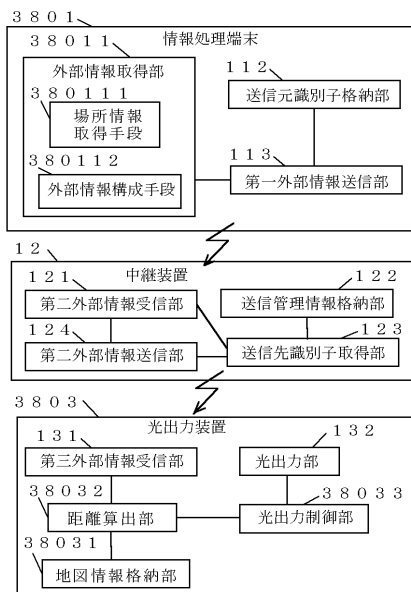 ３８０１
３８０１１
情報処理端末
外部情報取得部
３８０１１１
場所情報
取得手段
３８０１１２
外部情報構成手段
１１２
送信元識別子格納部
１１３
第一外部情報送信部
１２
１２１
中継装置
１２２
第二外部情報受信部
送信管理情報格納部
１２４
１２３
第二外部情報送信部
送信先識別子取得部
３８０３
光出力装置
１３１
１３２
第三外部情報受信部
光出力部
３８０３２
３８０３３
距離算出部
光出力制御部
３８０３１
地図情報格納部